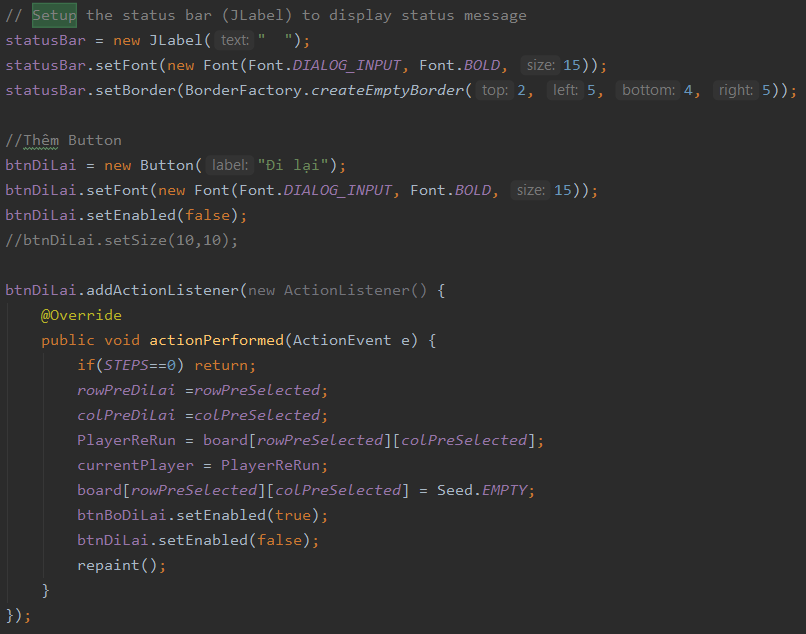 // Setup the status bar (JLabel) to display status message
statusBar = new JLabel( text: "  ");
statusBar.setFont(new Font(Font.DIALOG_INPUT, Font.BOLD, size: 15));
statusBar.setBorder(BorderFactory.createEmptyBorder( top: 2, left: 5, bottom: 4, right: 5));
//Thêm Button
btnDiLai = new Button( label: "Đi lại");
btnDiLai.setFont(new Font(Font.DIALOG_INPUT, Font.BOLD, size: 15));
btnDiLai.setEnabled(false);
//btnDiLai.setSize(10,10);
btnDiLai.addActionListener(new ActionListener() {
@Override
public void actionPerformed(ActionEvent e) {
if(STEPS==0) return;
rowPreDiLai =rowPreSelected;
colPreDiLai =colPreSelected;
PlayerReRun = board[rowPreSelected][colPreSelected];
currentPlayer = PlayerReRun;
board[rowPreSelected][colPreSelected] = Seed.EMPTY;
btnBoDiLai.setEnabled(true);
btnDiLai.setEnabled(false);
repaint();
}
});